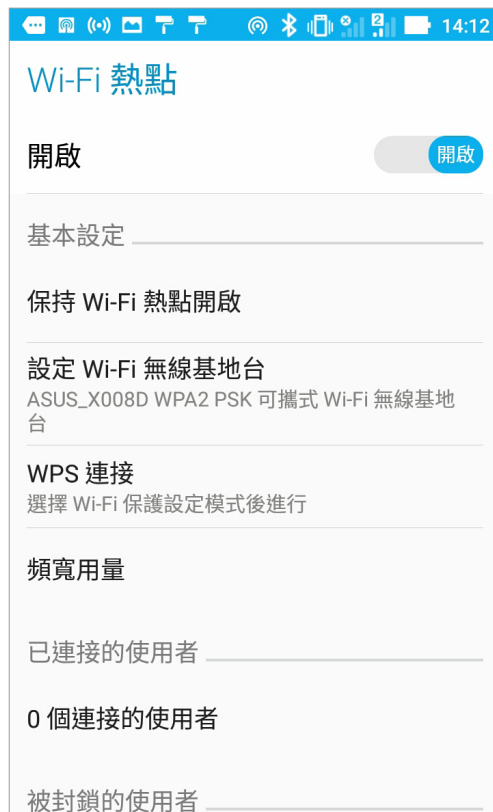 2
14:12
Wi-Fi 熱點
開啟
開啟
基本設定
保持 Wi-Fi 熱點開啟
設定 Wi-Fi 無線基地台
ASUS_X008D WPA2 PSK 可攜式 Wi-Fi 無線基地
台
WPS 連接
選擇 Wi-Fi 保護設定模式後進行
頻寬用量
已連接的使用者
0 個連接的使用者
被封鎖的使用者